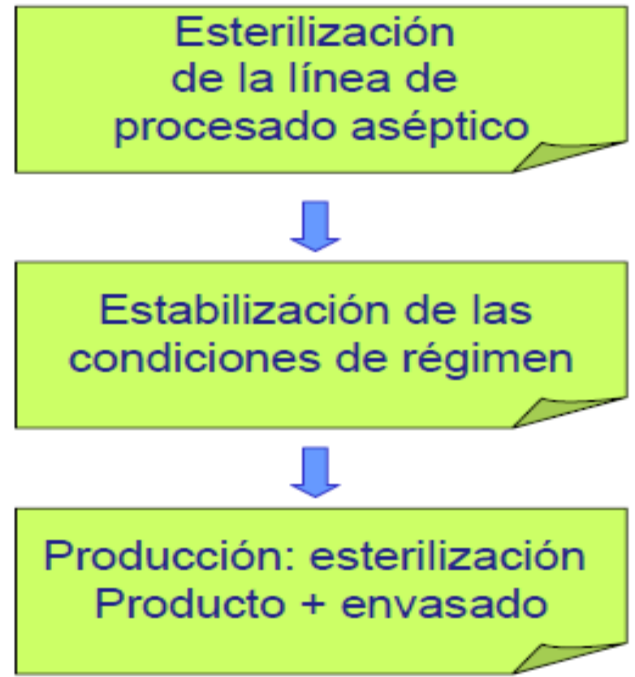 Esterilización
de la línea de
procesado aséptico
Estabilización de las
condiciones de régimen
Producción: esterilización
Producto + envasado